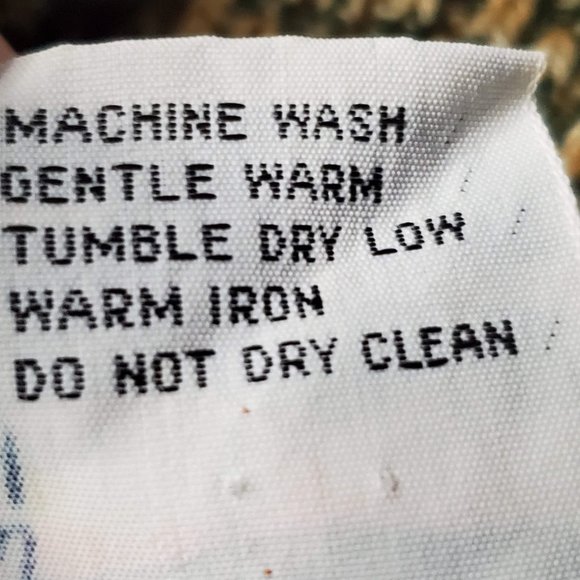 MACHINE WASH
GENTLE WARM
TUMBLE DRY LOW
WARM IRON
DO NOT DRY CLEAN